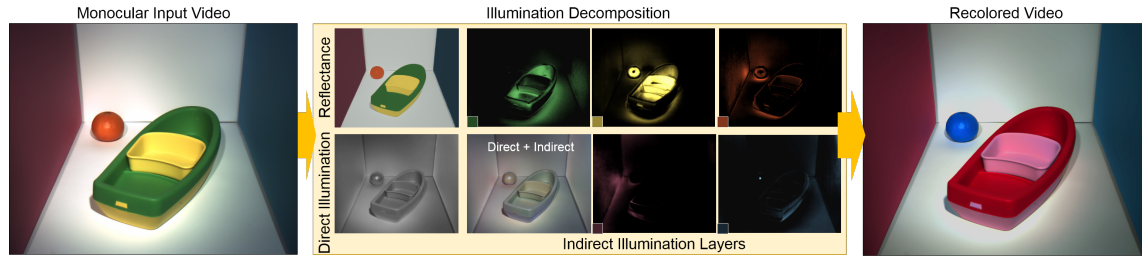 Monocular Input Video
Illumination Decomposition
Recolored Video
Reflectance
Direct Illumination
Direct + Indirect
Indirect Illumination Layers